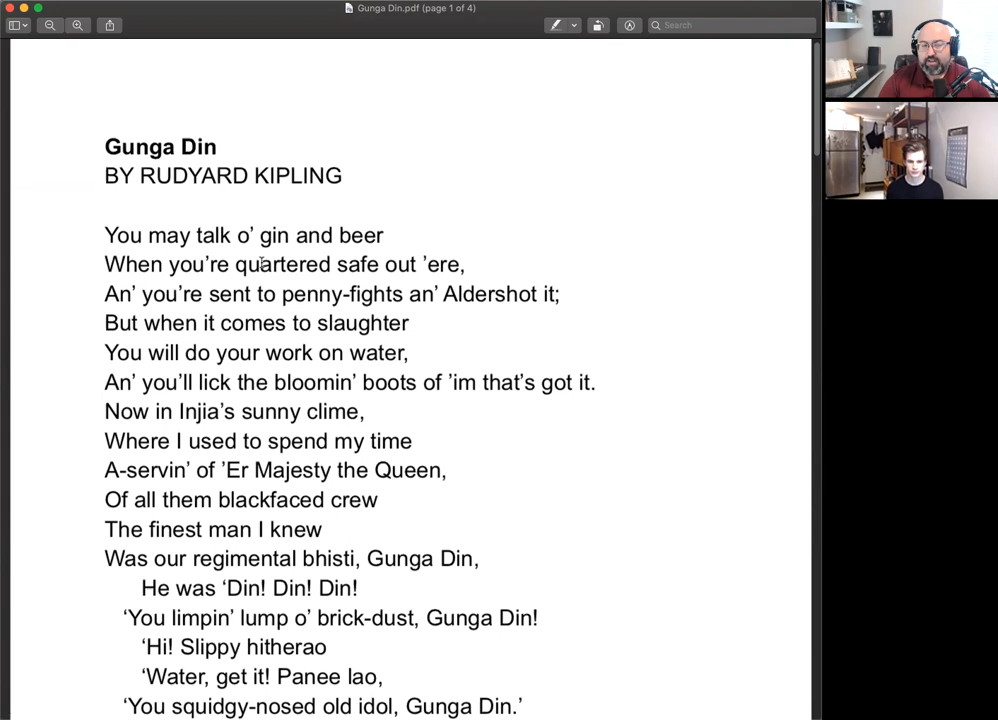 Gunga Din.pdf (page 1 of 4)
Search
Gunga Din
BY RUDYARD KIPLING
You may talk o’ gin and beer
When you’re quartered safe out ’ere,
An’ you’re sent to penny-fights an’ Aldershot it;
But when it comes to slaughter
You will do your work on water,
An’ you’ll lick the bloomin’ boots of ’im that’s got it.
Now in Injia’s sunny clime,
Where I used to spend my time
A-servin’ of ’Er Majesty the Queen,
Of all them blackfaced crew
The finest man I knew
Was our regimental bhisti, Gunga Din,
He was ‘Din! Din! Din!
‘You limpin’ lump o’ brick-dust, Gunga Din!
‘Hi! Slippy hitherao
‘Water, get it! Panee lao,
‘You squidgy-nosed old idol, Gunga Din.’